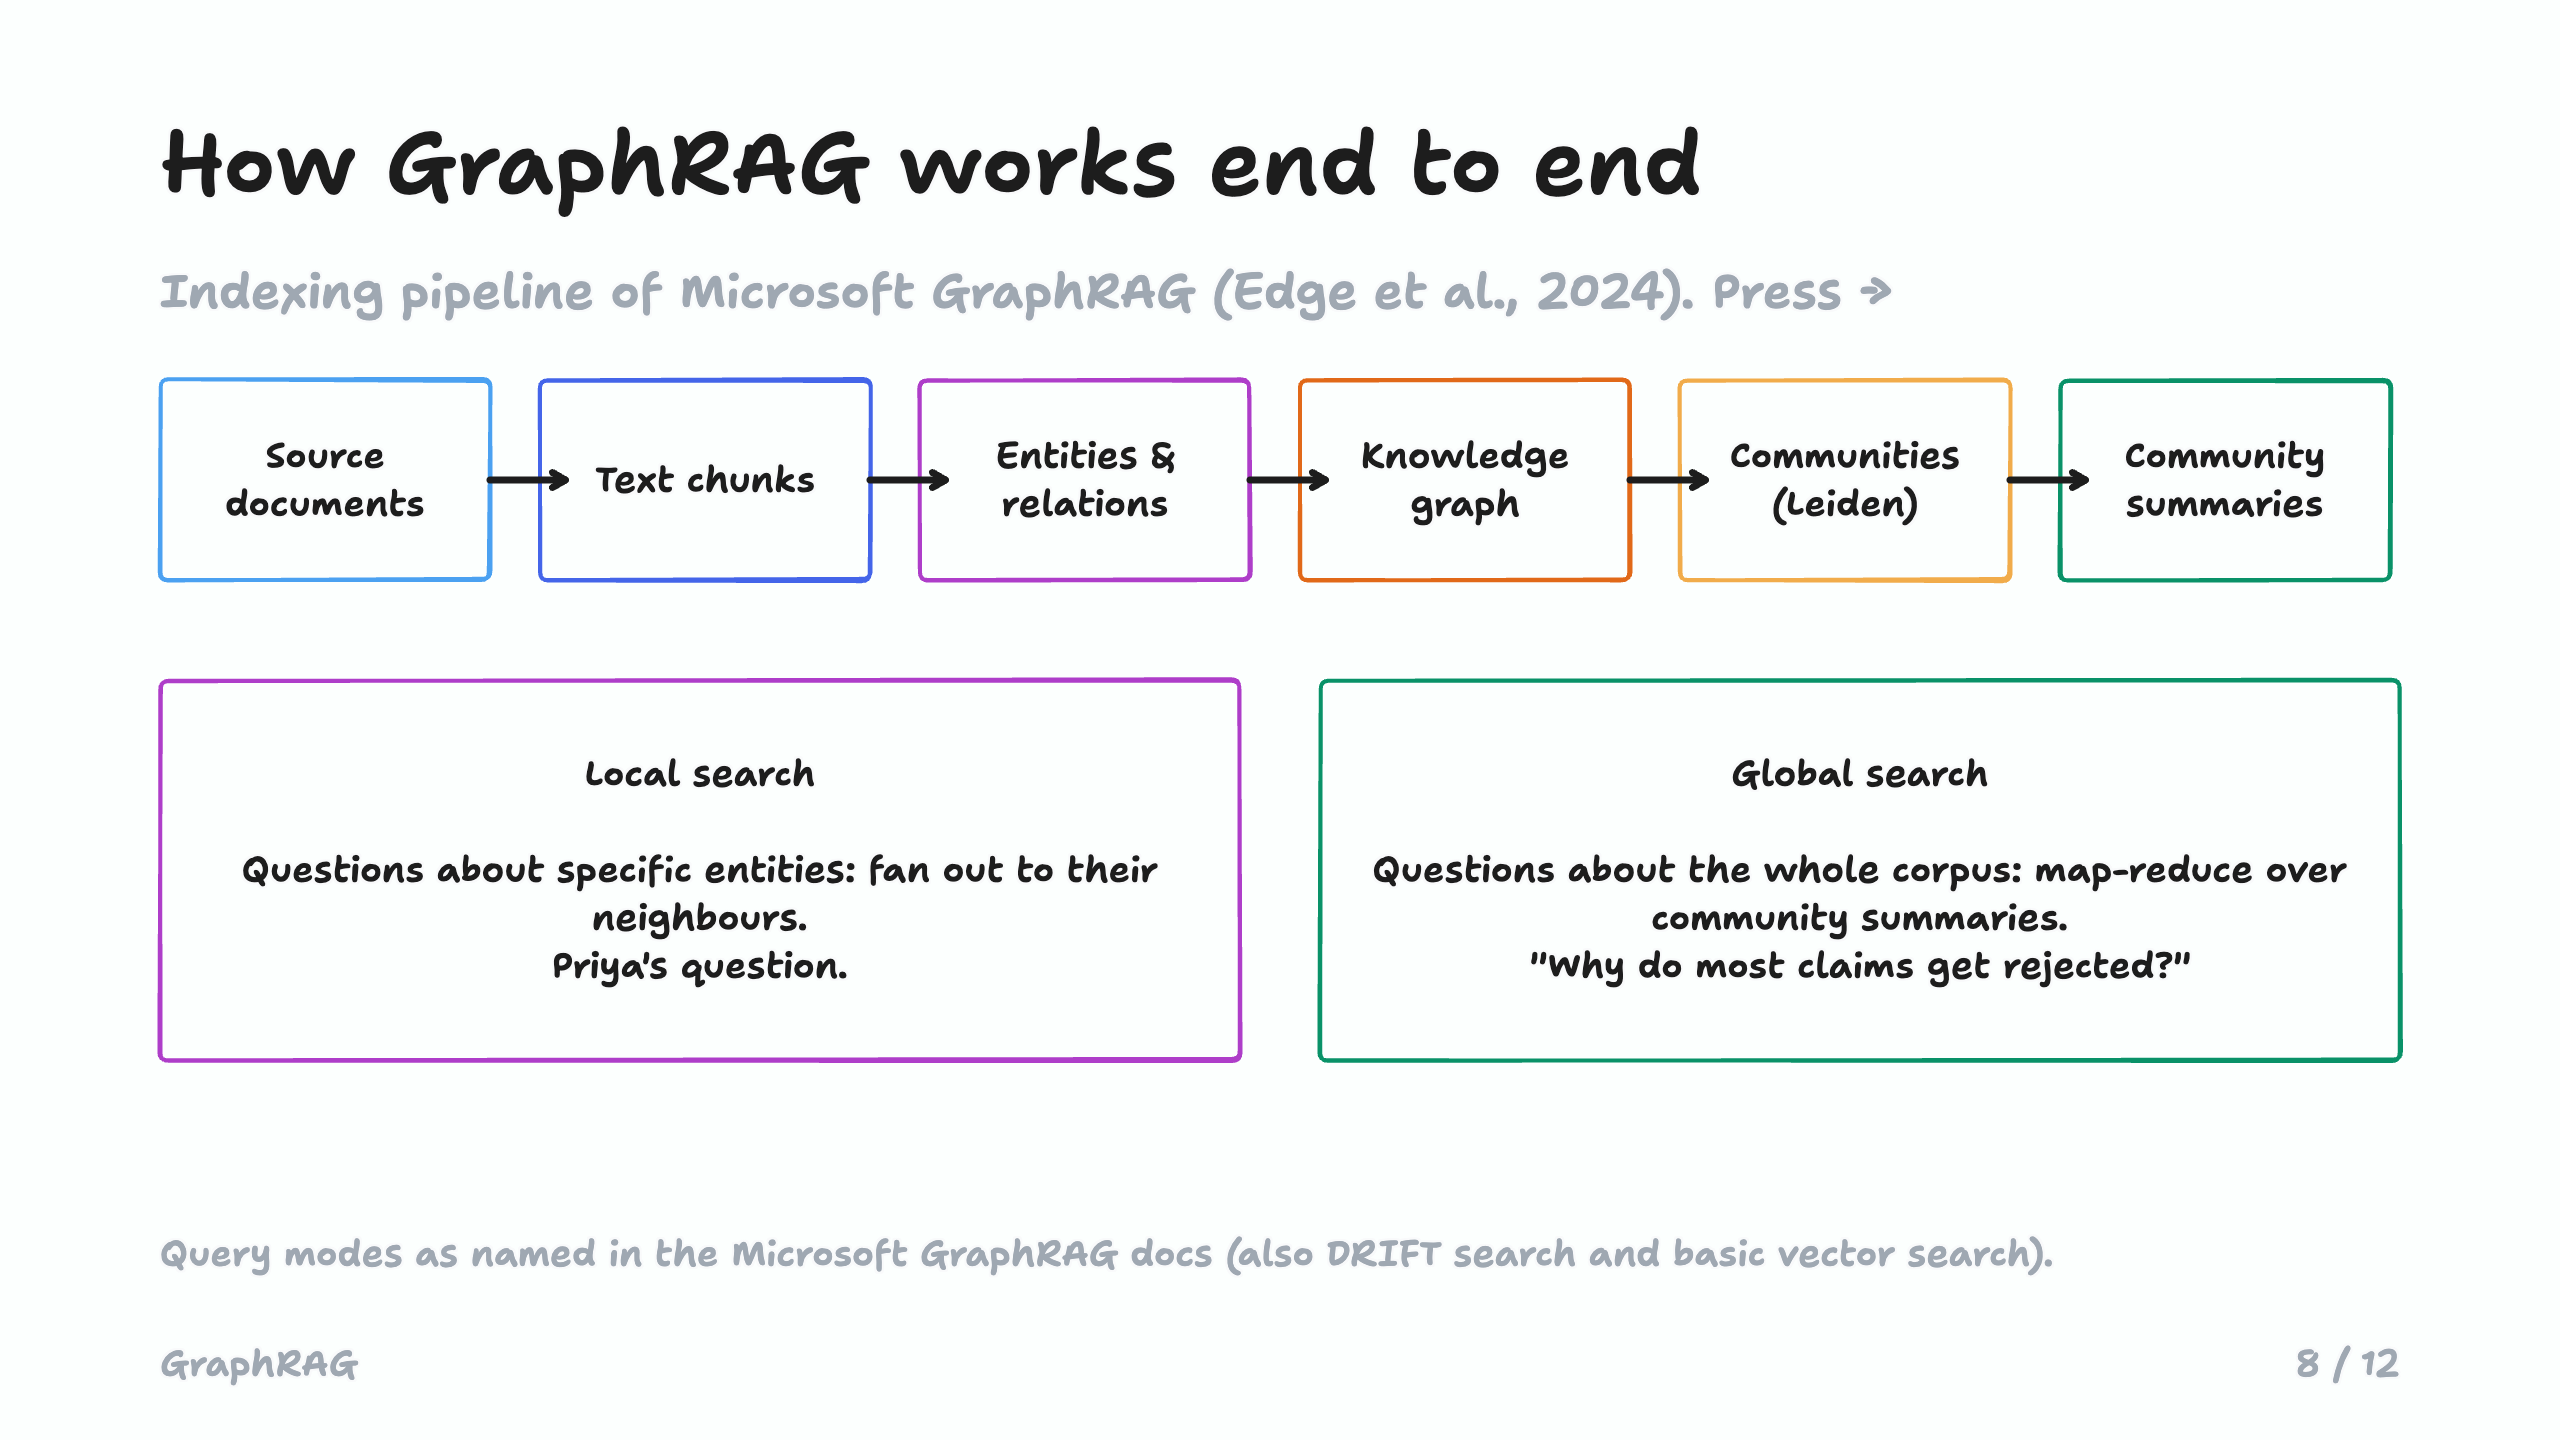 How GraphRAG works end to end
Indexing pipeline of Microsoft GraphRAG (Edge et al., 2024). Press →
Source
documents
Text chunks
Entities &
relations
Knowledge
graph
Communities
(Leiden)
Community
summaries
Local search
Questions about specific entities: fan out to their
neighbours.
Priya's question.
Global search
Questions about the whole corpus: map-reduce over
community summaries.
"Why do most claims get rejected?"
Query modes as named in the Microsoft GraphRAG docs (also DRIFT search and basic vector search).
GraphRAG
8 / 12